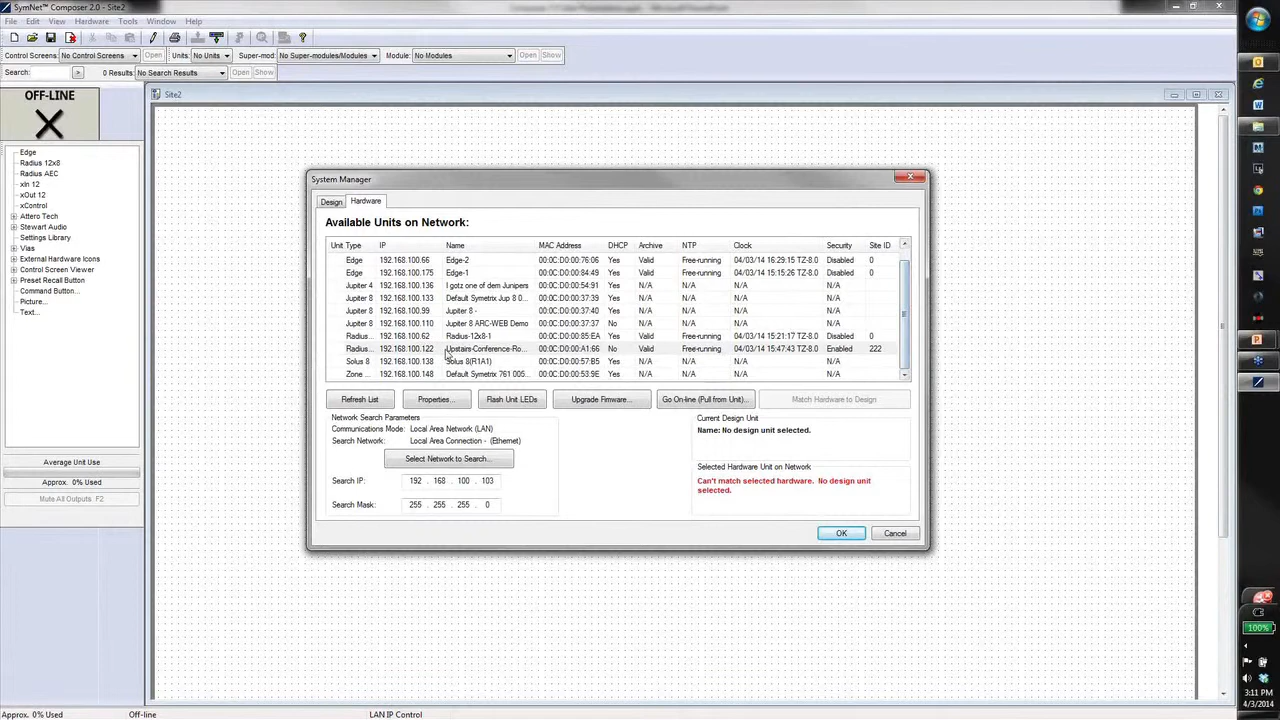 SymNet™ Composer 2.0 - Site2
File Edit View Hardware Tools Window Help
Control Screens: No Control Screens Open Units: No Units Super-mod: No Super-modules/Modules Module: No Modules Open Show
Search: > 0 Results: No Search Results Open Show
OFF-LINE
Site2
Edge
Radius 12x8
Radius AEC
xIn 12
xOut 12
xControl
Attero Tech
Stewart Audio
Settings Library
Vias
External Hardware Icons
Control Screen Viewer
Preset Recall Button
Command Button...
Picture...
Text...
Average Unit Use
Approx. 0% Used
Mute All Outputs F2
System Manager
Design Hardware
Available Units on Network:
Unit Type IP Name MAC Address DHCP Archive NTP Clock Security Site ID
Edge 192.168.100.66 Edge-2 00:0C:D0:00:76:06 Yes Valid Free-running 04/03/14 16:29:15 TZ-8.0 Disabled 0
Edge 192.168.100.175 Edge-1 00:0C:D0:00:84:49 Yes Valid Free-running 04/03/14 15:15:26 TZ-8.0 Disabled 0
Jupiter 4 192.168.100.136 I gotz one of dem Junipers 00:0C:D0:00:54:91 Yes N/A N/A N/A N/A
Jupiter 8 192.168.100.133 Default Symetrix Jup 8 0... 00:0C:D0:00:37:39 Yes N/A N/A N/A N/A
Jupiter 8 192.168.100.99 Jupiter 8 - 00:0C:D0:00:37:40 Yes N/A N/A N/A N/A
Jupiter 8 192.168.100.110 Jupiter 8 ARC-WEB Demo 00:0C:D0:00:37:37 No N/A N/A N/A N/A
Radius... 192.168.100.62 Radius-12x8-1 00:0C:D0:00:85:EA Yes Valid Free-running 04/03/14 15:21:17 TZ-8.0 Disabled 0
Radius... 192.168.100.122 Upstairs-Conference-Ro... 00:0C:D0:00:A1:66 No Valid Free-running 04/03/14 15:47:43 TZ-8.0 Enabled 222
Solus 8 192.168.100.138 Solus 8(R1A1) 00:0C:D0:00:57:B5 Yes N/A N/A N/A N/A
Zone ... 192.168.100.148 Default Symetrix 761 005... 00:0C:D0:00:53:9E Yes N/A N/A N/A N/A
Refresh List Properties... Flash Unit LEDs Upgrade Firmware... Go On-line (Pull from Unit)... Match Hardware to Design
Network Search Parameters
Communications Mode: Local Area Network (LAN)
Search Network: Local Area Connection - (Ethernet)
Select Network to Search...
Search IP: 192 . 168 . 100 . 103
Search Mask: 255 . 255 . 255 . 0
Current Design Unit
Name: No design unit selected.
Selected Hardware Unit on Network
Can't match selected hardware. No design unit
selected.
OK Cancel
100%
3:11 PM
4/3/2014
Approx. 0% Used Off-line LAN IP Control